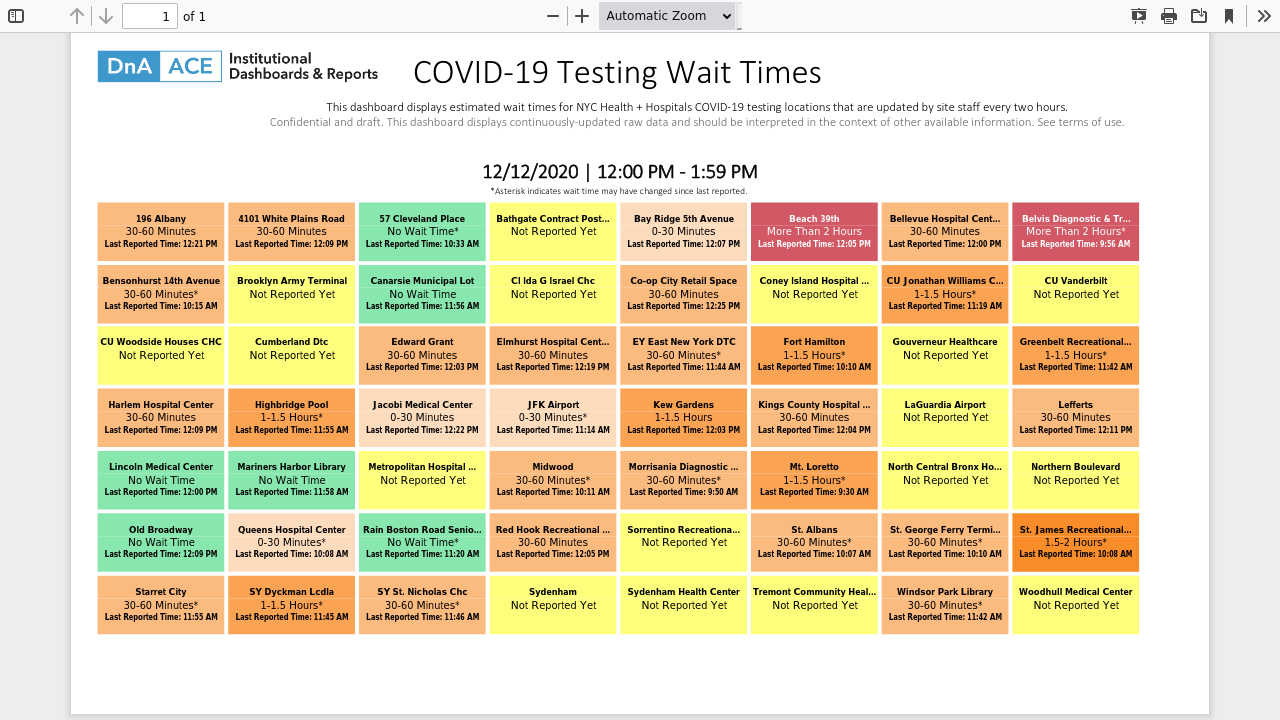 1 of 1 Automatic Zoom
DnA ACE Institutional
Dashboards & Reports
COVID-19 Testing Wait Times
This dashboard displays estimated wait times for NYC Health + Hospitals COVID-19 testing locations that are updated by site staff every two hours.
Confidential and draft. This dashboard displays continuously-updated raw data and should be interpreted in the context of other available information. See terms of use.
12/12/2020 | 12:00 PM - 1:59 PM
*Asterisk indicates wait time may have changed since last reported.
196 Albany
30-60 Minutes
Last Reported Time: 12:21 PM
4101 White Plains Road
30-60 Minutes
Last Reported Time: 12:09 PM
57 Cleveland Place
No Wait Time*
Last Reported Time: 10:33 AM
Bathgate Contract Post...
Not Reported Yet
Bay Ridge 5th Avenue
0-30 Minutes
Last Reported Time: 12:07 PM
Beach 39th
More Than 2 Hours
Last Reported Time: 12:05 PM
Bellevue Hospital Cent...
30-60 Minutes
Last Reported Time: 12:00 PM
Belvis Diagnostic & Tr...
More Than 2 Hours*
Last Reported Time: 9:56 AM
Bensonhurst 14th Avenue
30-60 Minutes*
Last Reported Time: 10:15 AM
Brooklyn Army Terminal
Not Reported Yet
Canarsie Municipal Lot
No Wait Time
Last Reported Time: 11:56 AM
CI Ida G Israel Chc
Not Reported Yet
Co-op City Retail Space
30-60 Minutes
Last Reported Time: 12:25 PM
Coney Island Hospital ...
Not Reported Yet
CU Jonathan Williams C...
1-1.5 Hours*
Last Reported Time: 11:19 AM
CU Vanderbilt
Not Reported Yet
CU Woodside Houses CHC
Not Reported Yet
Cumberland Dtc
Not Reported Yet
Edward Grant
30-60 Minutes
Last Reported Time: 12:03 PM
Elmhurst Hospital Cent...
30-60 Minutes
Last Reported Time: 12:19 PM
EY East New York DTC
30-60 Minutes*
Last Reported Time: 11:44 AM
Fort Hamilton
1-1.5 Hours*
Last Reported Time: 10:10 AM
Gouverneur Healthcare
Not Reported Yet
Greenbelt Recreational...
1-1.5 Hours*
Last Reported Time: 11:42 AM
Harlem Hospital Center
30-60 Minutes
Last Reported Time: 12:09 PM
Highbridge Pool
1-1.5 Hours*
Last Reported Time: 11:55 AM
Jacobi Medical Center
0-30 Minutes
Last Reported Time: 12:22 PM
JFK Airport
0-30 Minutes*
Last Reported Time: 11:14 AM
Kew Gardens
1-1.5 Hours
Last Reported Time: 12:03 PM
Kings County Hospital ...
30-60 Minutes
Last Reported Time: 12:04 PM
LaGuardia Airport
Not Reported Yet
Lefferts
30-60 Minutes
Last Reported Time: 12:11 PM
Lincoln Medical Center
No Wait Time
Last Reported Time: 12:00 PM
Mariners Harbor Library
No Wait Time
Last Reported Time: 11:58 AM
Metropolitan Hospital ...
Not Reported Yet
Midwood
30-60 Minutes*
Last Reported Time: 10:11 AM
Morrisania Diagnostic ...
30-60 Minutes*
Last Reported Time: 9:50 AM
Mt. Loretto
1-1.5 Hours*
Last Reported Time: 9:30 AM
North Central Bronx Ho...
Not Reported Yet
Northern Boulevard
Not Reported Yet
Old Broadway
No Wait Time
Last Reported Time: 12:09 PM
Queens Hospital Center
0-30 Minutes*
Last Reported Time: 10:08 AM
Rain Boston Road Senio...
No Wait Time*
Last Reported Time: 11:20 AM
Red Hook Recreational ...
30-60 Minutes
Last Reported Time: 12:05 PM
Sorrentino Recreationa...
Not Reported Yet
St. Albans
30-60 Minutes*
Last Reported Time: 10:07 AM
St. George Ferry Termi...
30-60 Minutes*
Last Reported Time: 10:10 AM
St. James Recreational...
1.5-2 Hours*
Last Reported Time: 10:08 AM
Starret City
30-60 Minutes*
Last Reported Time: 11:55 AM
SY Dyckman Lcdla
1-1.5 Hours*
Last Reported Time: 11:45 AM
SY St. Nicholas Chc
30-60 Minutes*
Last Reported Time: 11:46 AM
Sydenham
Not Reported Yet
Sydenham Health Center
Not Reported Yet
Tremont Community Heal...
Not Reported Yet
Windsor Park Library
30-60 Minutes*
Last Reported Time: 11:42 AM
Woodhull Medical Center
Not Reported Yet